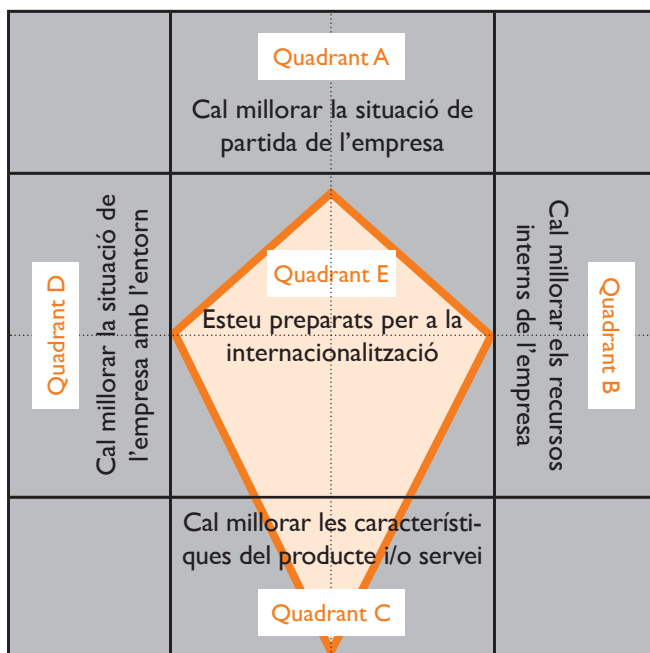 Quadrant A
Cal millorar la situació de
partida de l’empresa
Quadrant D
Cal millorar la situació de
l’empresa amb l’entorn
Quadrant E
Esteu preparats per a la
internacionalització
Cal millorar els recursos
interns de l’empresa
Quadrant B
Cal millorar les característi-
ques del producte i/o servei
Quadrant C